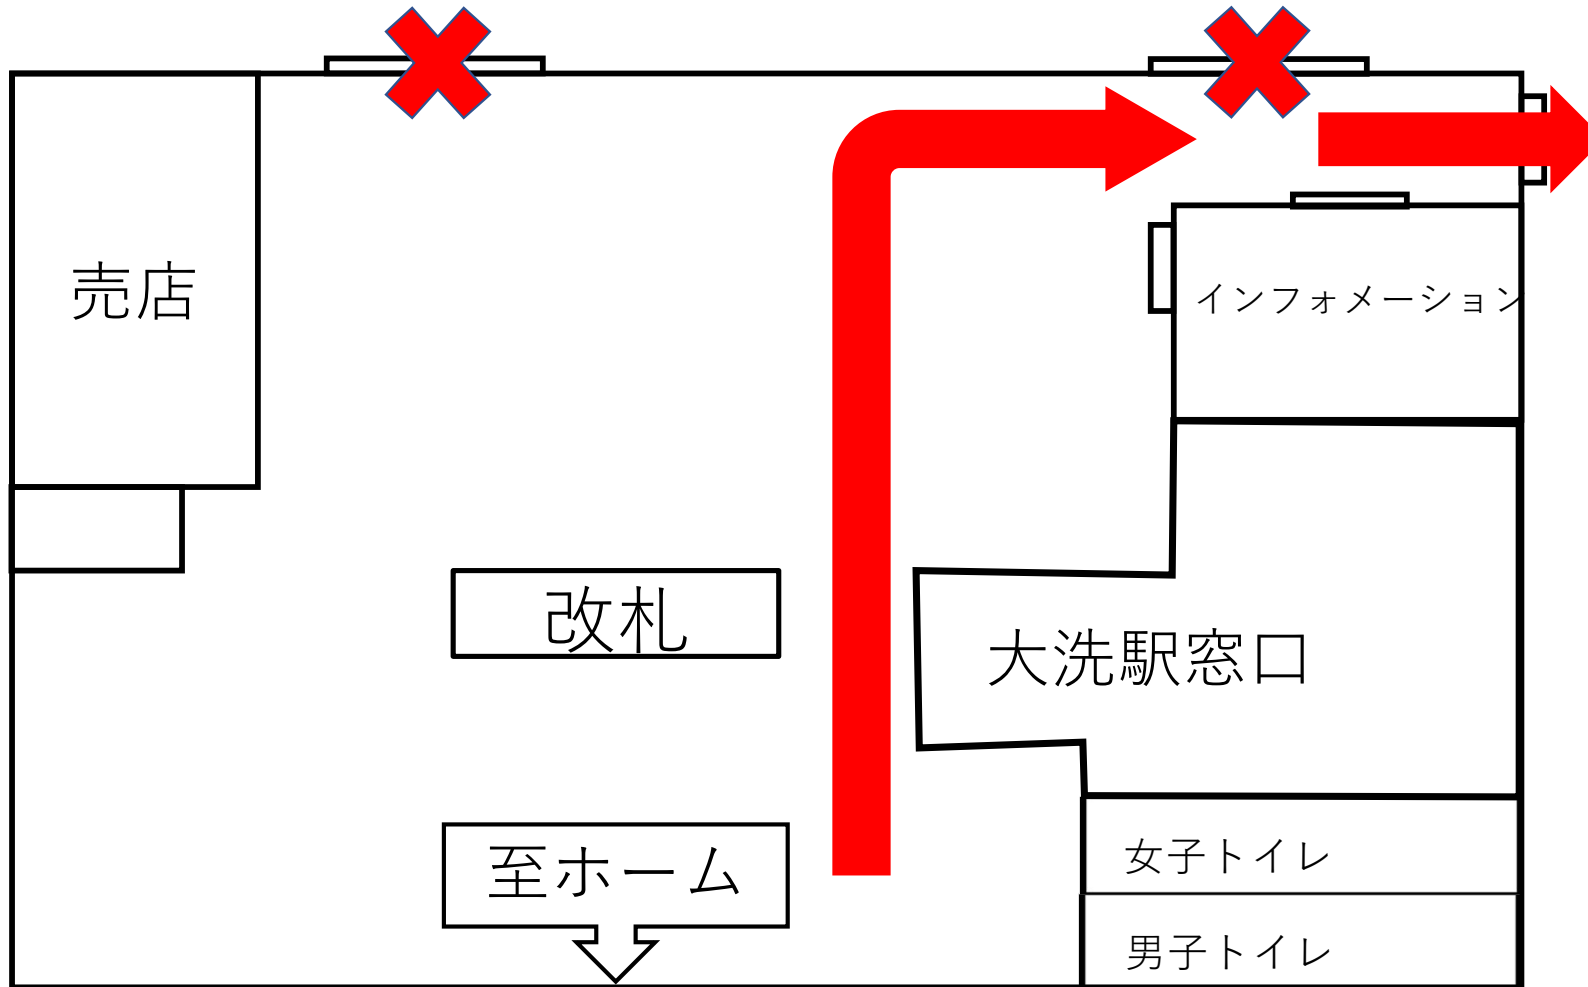 売店
インフォメーション
改札
大洗駅窓口
至ホーム
女子トイレ
男子トイレ